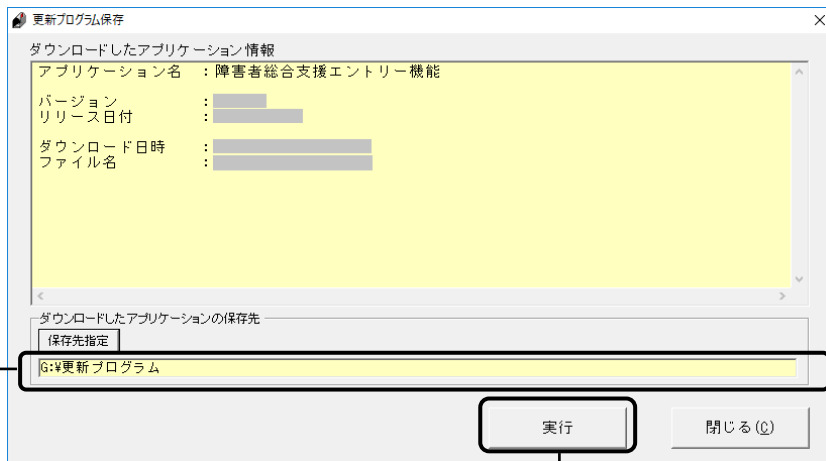 更新プログラム保存
ダウンロードしたアプリケーション情報
アプリケーション名 :障害者総合支援エントリー機能
バージョン :
リリース日付 :
ダウンロード日時 :
ファイル名 :
ダウンロードしたアプリケーションの保存先
保存先指定
G:¥更新プログラム
実行
閉じる(C)